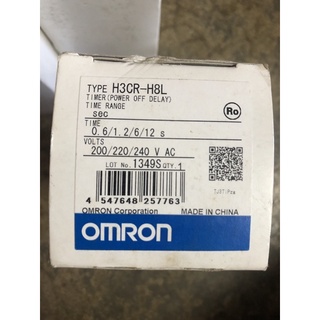 TYPE H3CR-H8L
TIMER(POWER OFF DELAY)
TIME RANGE
sec
TIME
0.6/1.2/6/12 s
VOLTS
200/220/240 V AC
LOT No. 1349S QTY. 1
Ro
4 547648 257763
OMRON Corporation MADE IN CHINA
OMRON